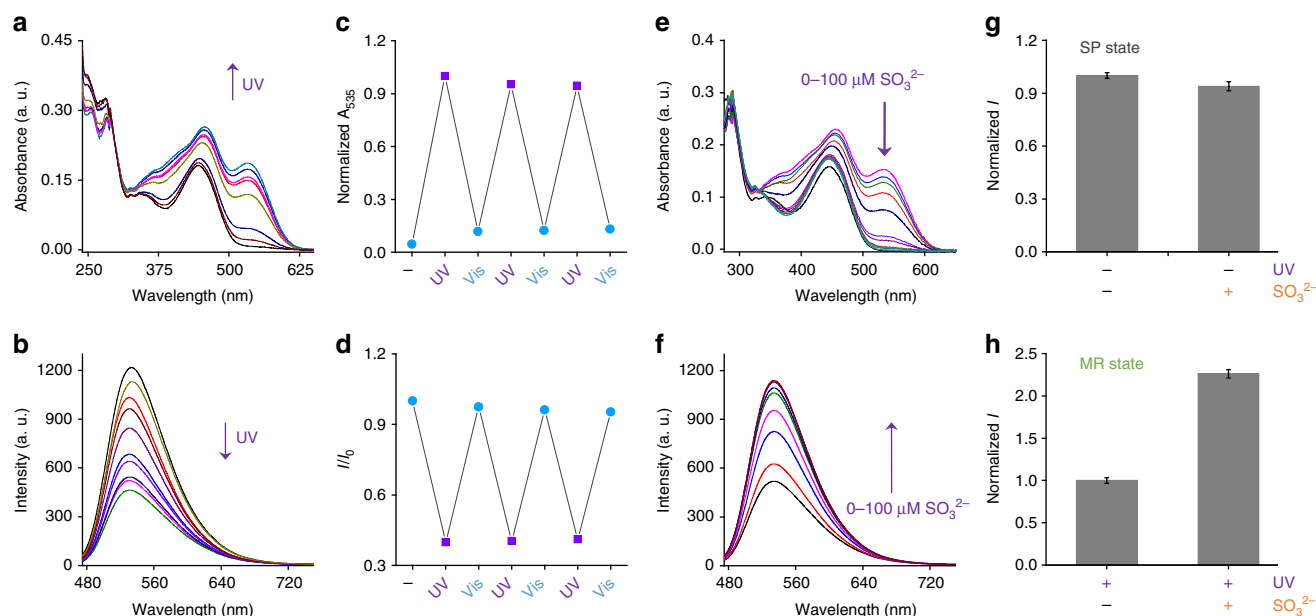 a
0.45
0.30
0.15
0.00
Absorbance (a. u.)
UV
250 375 500 625
Wavelength (nm)
c
1.2
0.9
0.6
0.3
0.0
Normalized A535
– UV Vis UV Vis UV Vis
e
0.4
0.3
0.2
0.1
0.0
Absorbance (a. u.)
0–100 μM SO₃²⁻
300 400 500 600
Wavelength (nm)
g
1.2
0.9
0.6
0.3
0.0
Normalized I
SP state
– – UV
– + SO₃²⁻
b
1200
900
600
300
0
Intensity (a. u.)
UV
480 560 640 720
Wavelength (nm)
d
1.2
0.9
0.6
0.3
I/I₀
– UV Vis UV Vis UV Vis
f
1200
900
600
300
0
Intensity (a. u.)
0–100 μM SO₃²⁻
480 560 640 720
Wavelength (nm)
h
2.5
2.0
1.5
1.0
0.5
0.0
Normalized I
MR state
+ + UV
– + SO₃²⁻